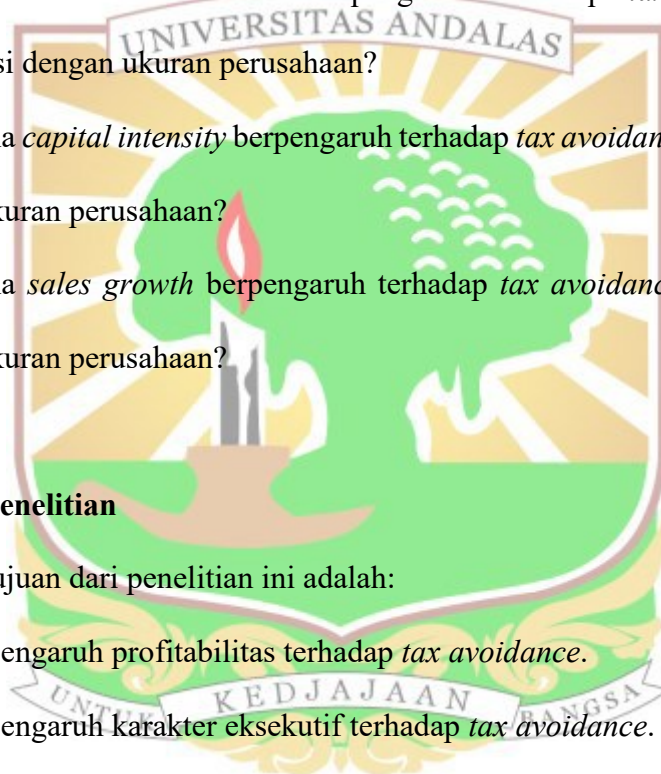 UNIVERSITAS ANDALAS
si dengan ukuran perusahaan?
a capital intensity berpengaruh terhadap tax avoidan
kuran perusahaan?
a sales growth berpengaruh terhadap tax avoidanc
kuran perusahaan?
enelitian
ujuan dari penelitian ini adalah:
engaruh profitabilitas terhadap tax avoidance.
UNTUK KEDJAJAAN BANGSA
engaruh karakter eksekutif terhadap tax avoidance.